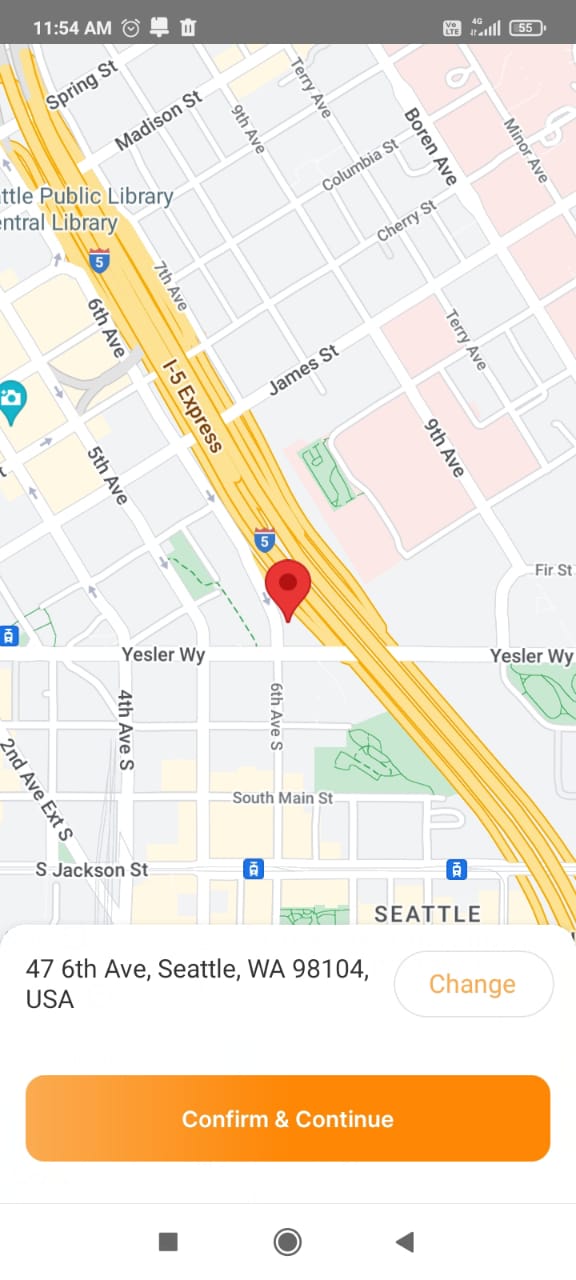 11:54 AM
Vo LTE
4G
55
Spring St
Madison St
Terry Ave
9th Ave
Boren Ave
Minor Ave
Columbia St
ttle Public Library
entral Library
Cherry St
5
7th Ave
6th Ave
Terry Ave
James St
I-5 Express
9th Ave
5th Ave
5
Fir St
Yesler Wy
Yesler Wy
4th Ave S
6th Ave S
2nd Ave Ext S
South Main St
S Jackson St
SEATTLE
47 6th Ave, Seattle, WA 98104,
USA
Change
Confirm & Continue